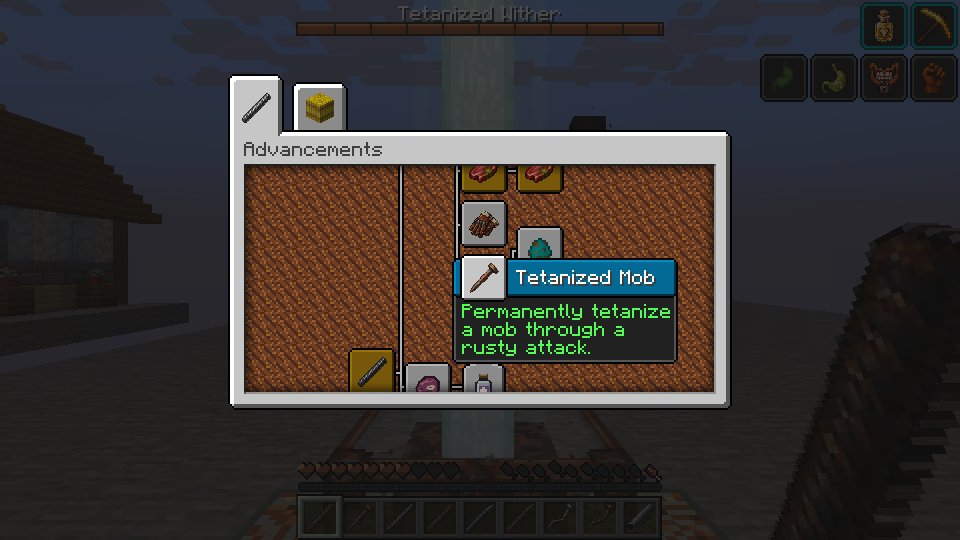 Tetanized Wither
Advancements
Tetanized Mob
Permanently tetanize
a mob through a
rusty attack.